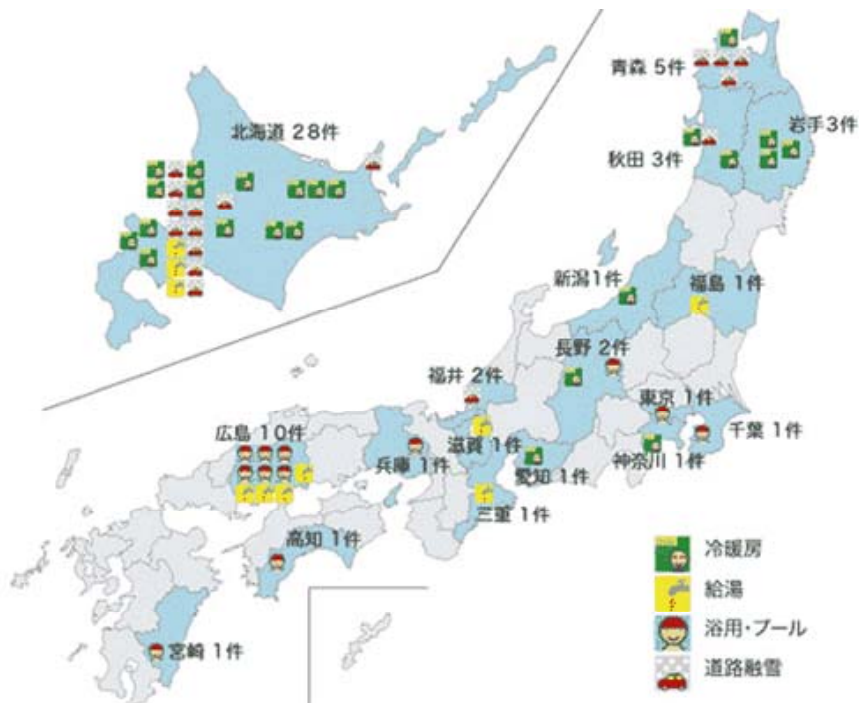 北海道 28件
青森 5件
岩手3件
秋田 3件
新潟1件
福島 1件
長野 2件
福井 2件
東京 1件
千葉 1件
広島 10件
兵庫 1件
滋賀 1件
神奈川 1件
愛知 1件
三重 1件
高知 1件
宮崎 1件
冷暖房
給湯
浴用・プール
道路融雪